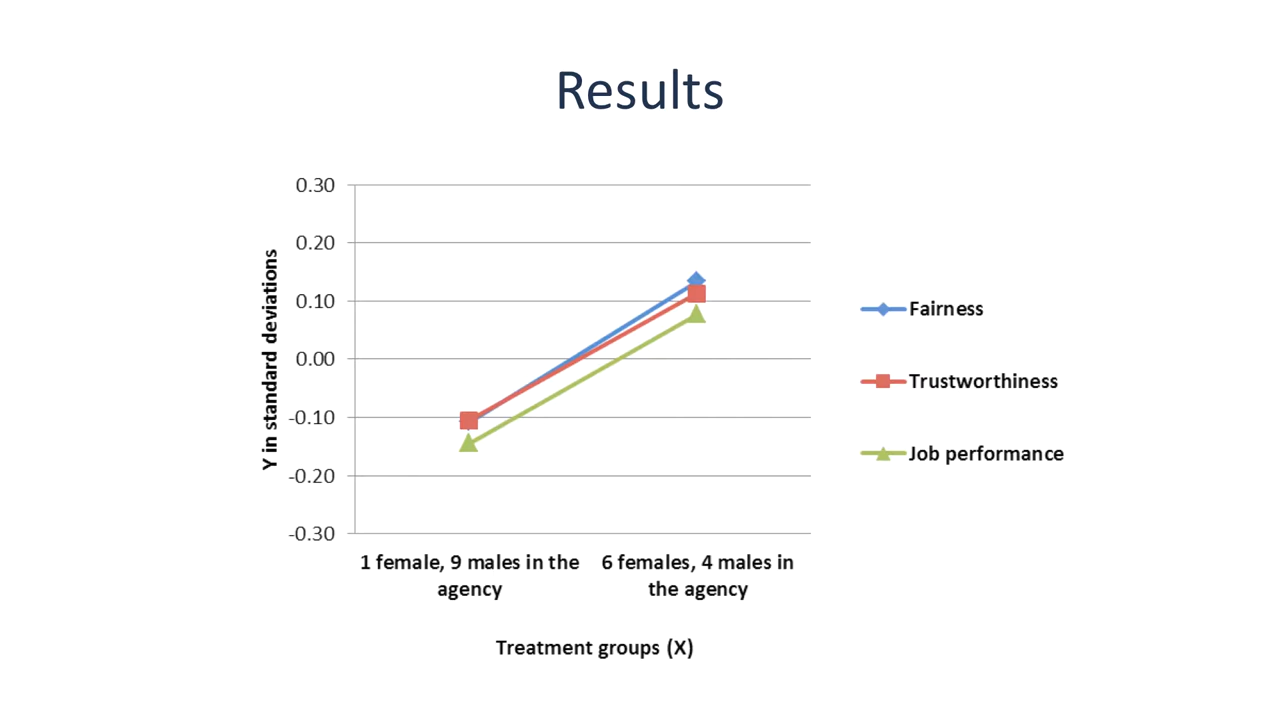 Results
0.30
0.20
0.10
0.00
-0.10
-0.20
-0.30
Y in standard deviations
1 female, 9 males in the
agency
6 females, 4 males in
the agency
Treatment groups (X)
Fairness
Trustworthiness
Job performance